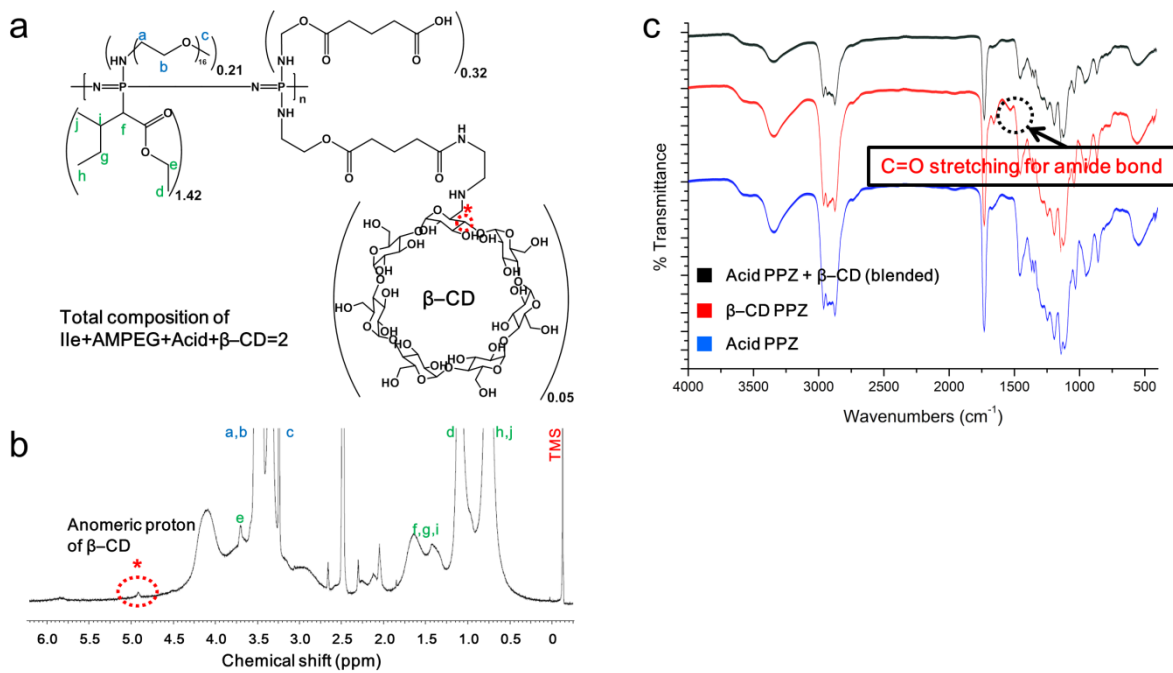 a
a
c
b
O
16
HN
0.21
O
O
O
OH
NH
0.32
N=P
N=P
n
NH
j
i
f
O
g
O
e
h
d
1.42
O
O
O
H
N
HN
*
β–CD
0.05
Total composition of
Ile+AMPEG+Acid+β–CD=2
b
a,b
c
d
h,j
TMS
Anomeric proton
of β–CD
*
e
f,g,i
6.0 5.5 5.0 4.5 4.0 3.5 3.0 2.5 2.0 1.5 1.0 0.5 0
Chemical shift (ppm)
c
% Transmittance
C=O stretching for amide bond
Acid PPZ + β–CD (blended)
β–CD PPZ
Acid PPZ
4000 3500 3000 2500 2000 1500 1000 500
Wavenumbers (cm⁻¹)